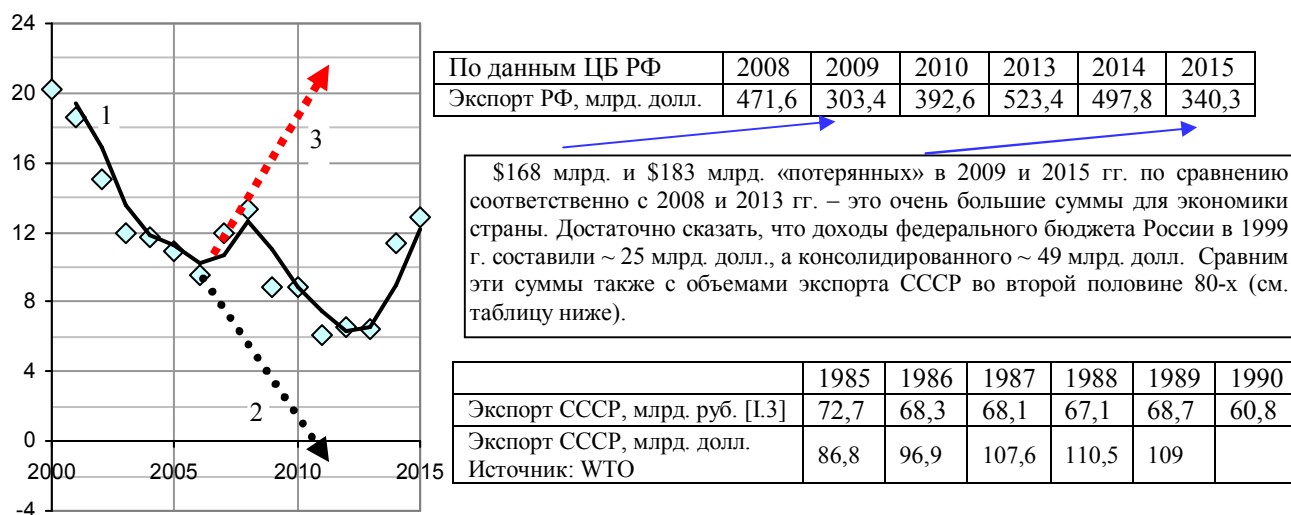 24
20
16
12
8
4
0
-4
2000
2005
2010
2015
1
3
2
По данным ЦБ РФ 2008 2009 2010 2013 2014 2015
Экспорт РФ, млрд. долл. 471,6 303,4 392,6 523,4 497,8 340,3
$168 млрд. и $183 млрд. «потерянных» в 2009 и 2015 гг. по сравнению
соответственно с 2008 и 2013 гг. – это очень большие суммы для экономики
страны. Достаточно сказать, что доходы федерального бюджета России в 1999
г. составили ~ 25 млрд. долл., а консолидированного ~ 49 млрд. долл. Сравним
эти суммы также с объемами экспорта СССР во второй половине 80-х (см.
таблицу ниже).
1985 1986 1987 1988 1989 1990
Экспорт СССР, млрд. руб. [I.3] 72,7 68,3 68,1 67,1 68,7 60,8
Экспорт СССР, млрд. долл.
Источник: WTO 86,8 96,9 107,6 110,5 109